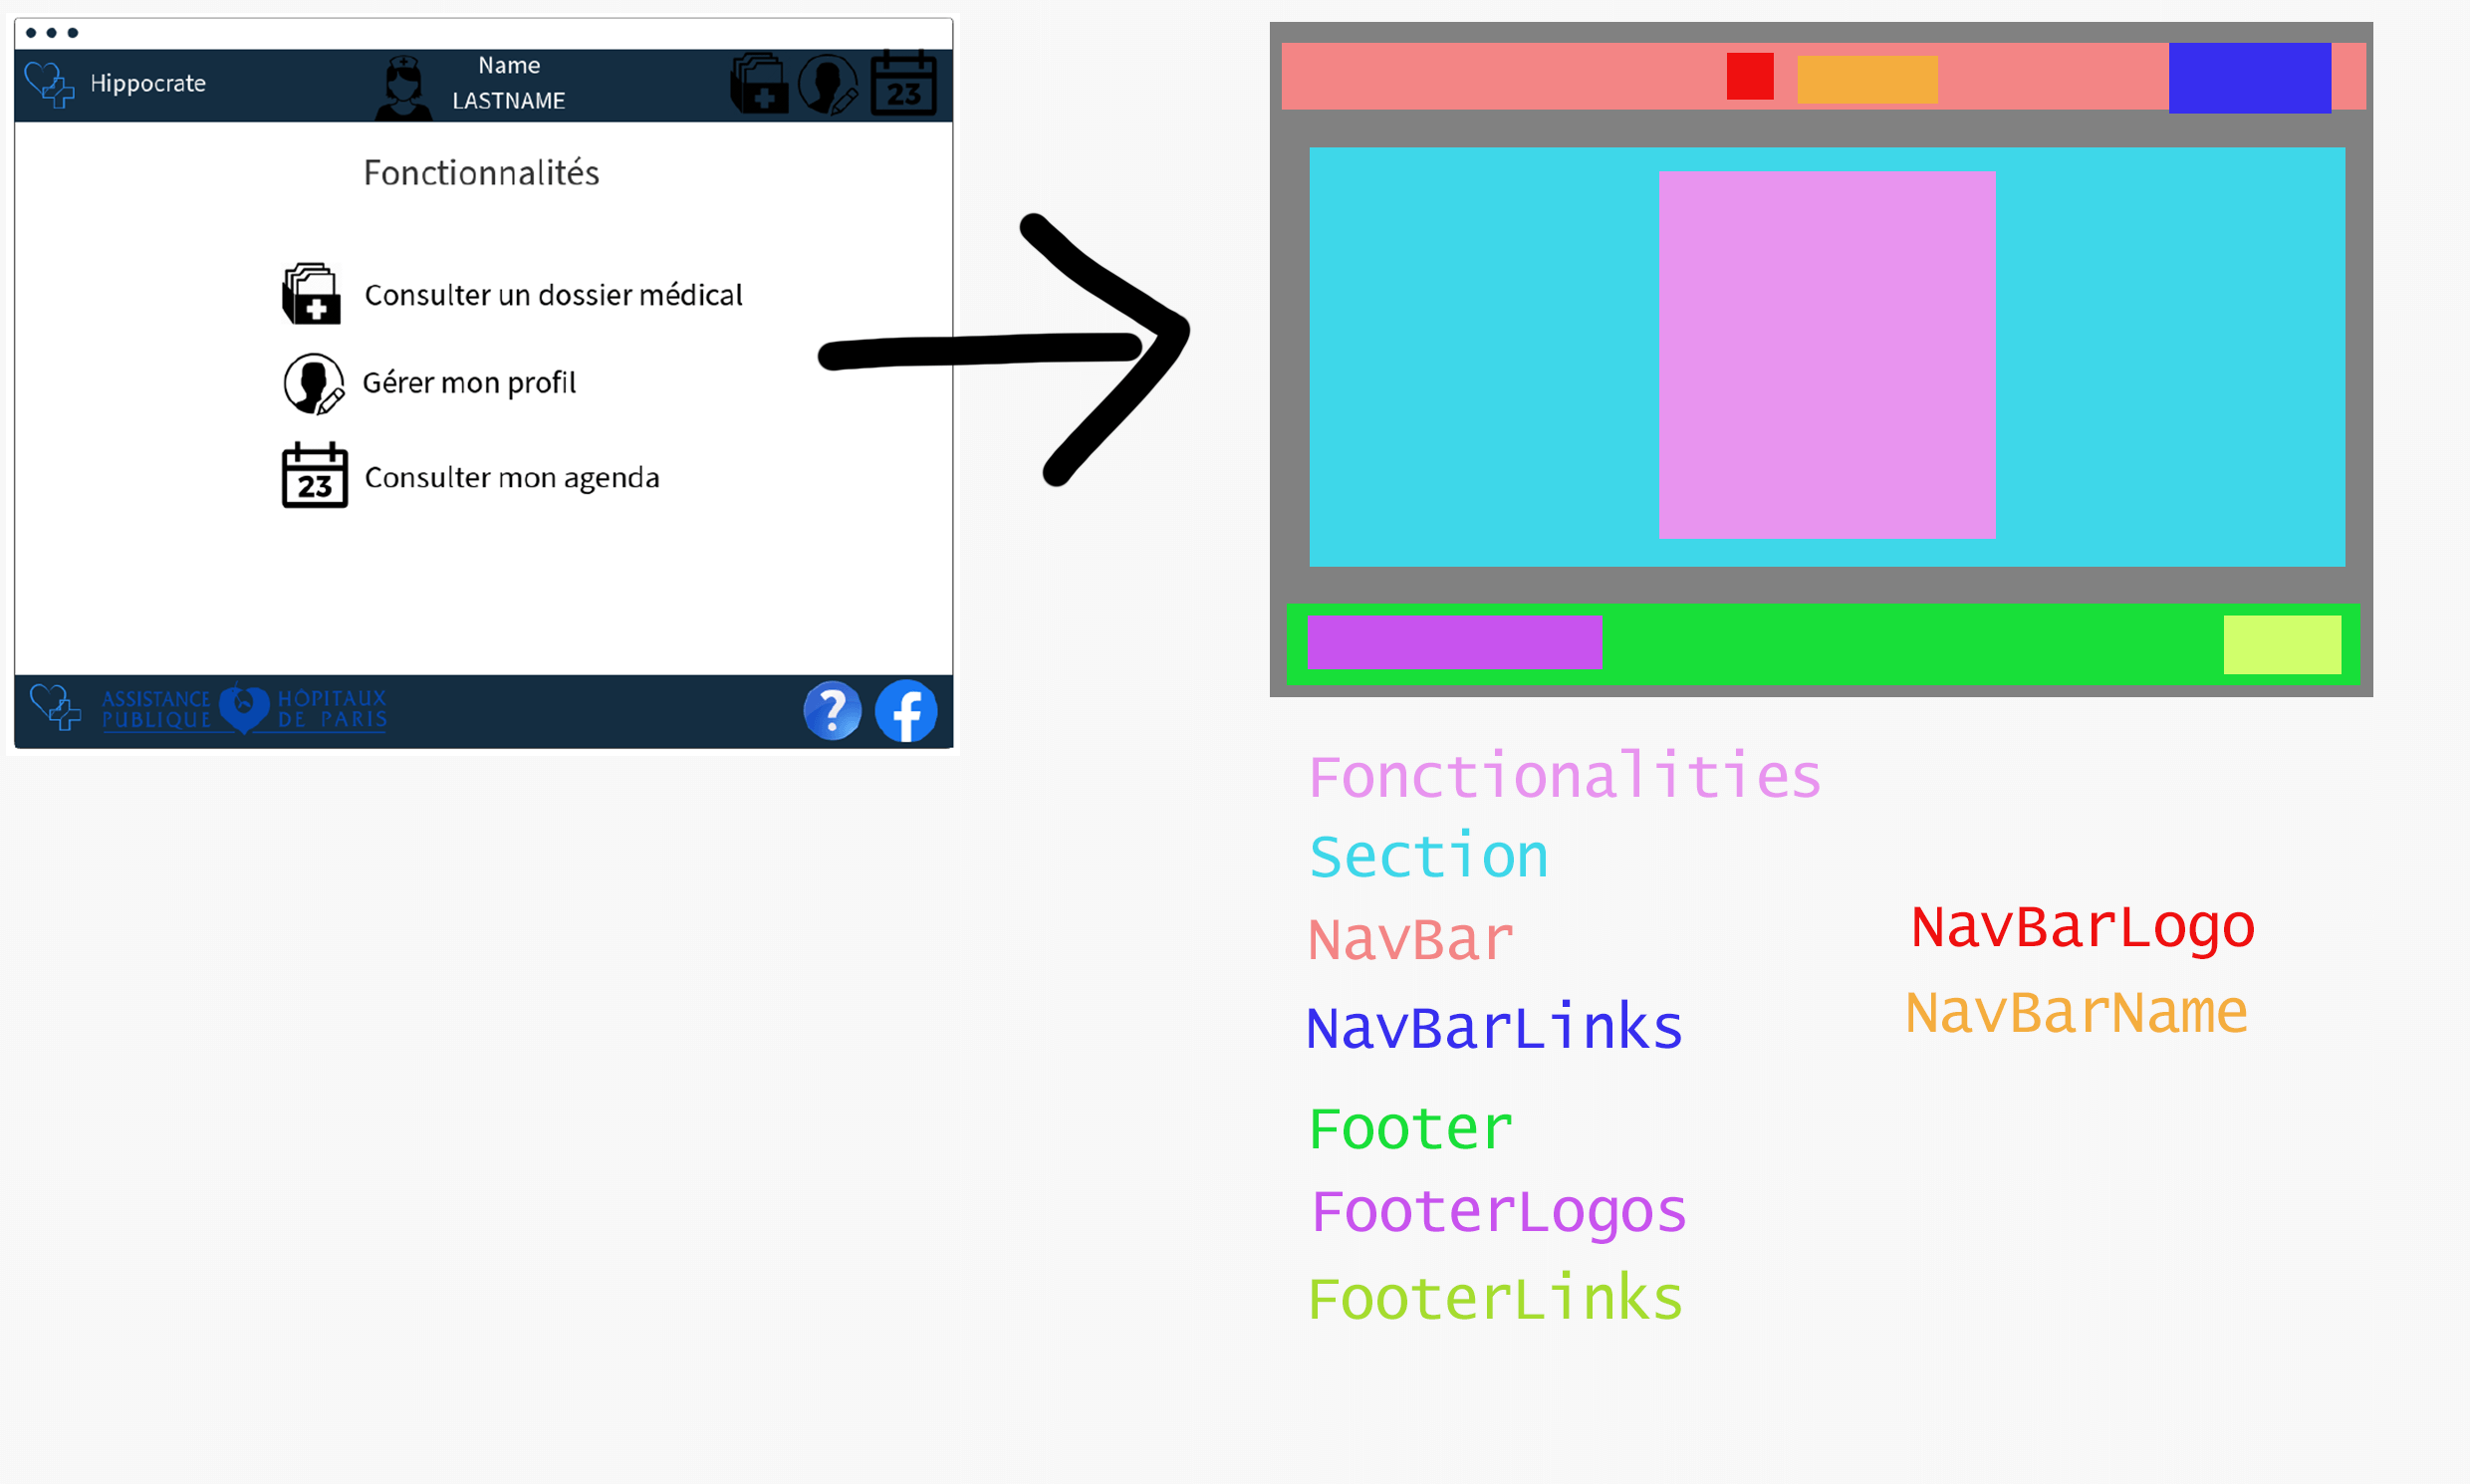 Hippocrate
Name
LASTNAME
23
Fonctionnalités
Consulter un dossier médical
Gérer mon profil
23
Consulter mon agenda
ASSISTANCE HÔPITAUX
PUBLIQUE DE PARIS
?
f
Fonctionalities
Section
NavBar
NavBarLinks
Footer
FooterLogos
FooterLinks
NavBarLogo
NavBarName